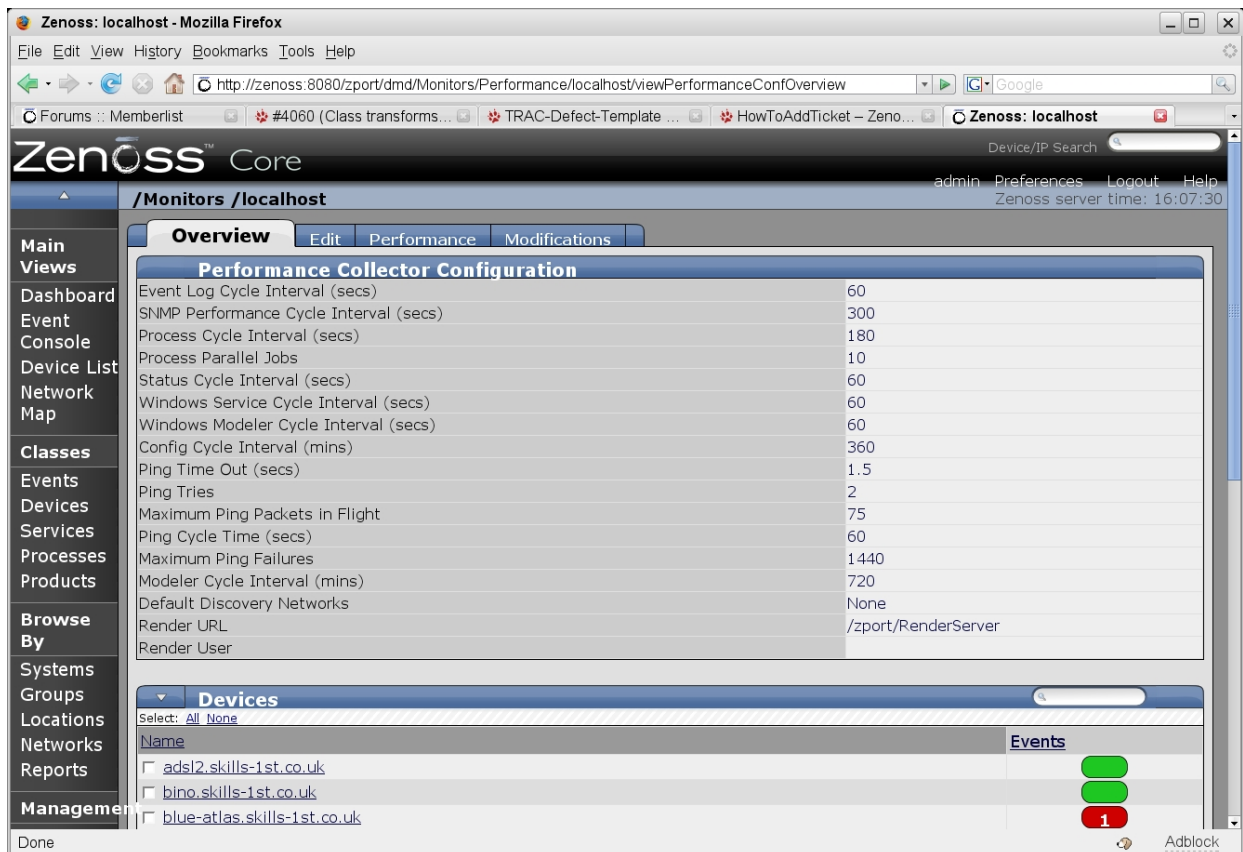 Zenoss: localhost - Mozilla Firefox
File Edit View History Bookmarks Tools Help
http://zenoss:8080/zport/dmd/Monitors/Performance/localhost/viewPerformanceConfOverview
G Google
Forums :: Memberlist
#4060 (Class transforms...
TRAC-Defect-Template ...
HowToAddTicket – Zeno...
Zenoss: localhost
Zenoss™ Core
Device/IP Search
admin Preferences Logout Help
/Monitors /localhost
Zenoss server time: 16:07:30
Main Views
Dashboard
Event Console
Device List
Network Map
Classes
Events
Devices
Services
Processes
Products
Browse By
Systems
Groups
Locations
Networks
Reports
Management
Overview Edit Performance Modifications
Performance Collector Configuration
Event Log Cycle Interval (secs) 60
SNMP Performance Cycle Interval (secs) 300
Process Cycle Interval (secs) 180
Process Parallel Jobs 10
Status Cycle Interval (secs) 60
Windows Service Cycle Interval (secs) 60
Windows Modeler Cycle Interval (secs) 60
Config Cycle Interval (mins) 360
Ping Time Out (secs) 1.5
Ping Tries 2
Maximum Ping Packets in Flight 75
Ping Cycle Time (secs) 60
Maximum Ping Failures 1440
Modeler Cycle Interval (mins) 720
Default Discovery Networks None
Render URL /zport/RenderServer
Render User
Devices
Select: All None
Name Events
adsl2.skills-1st.co.uk
bino.skills-1st.co.uk
blue-atlas.skills-1st.co.uk 1
Done Adblock